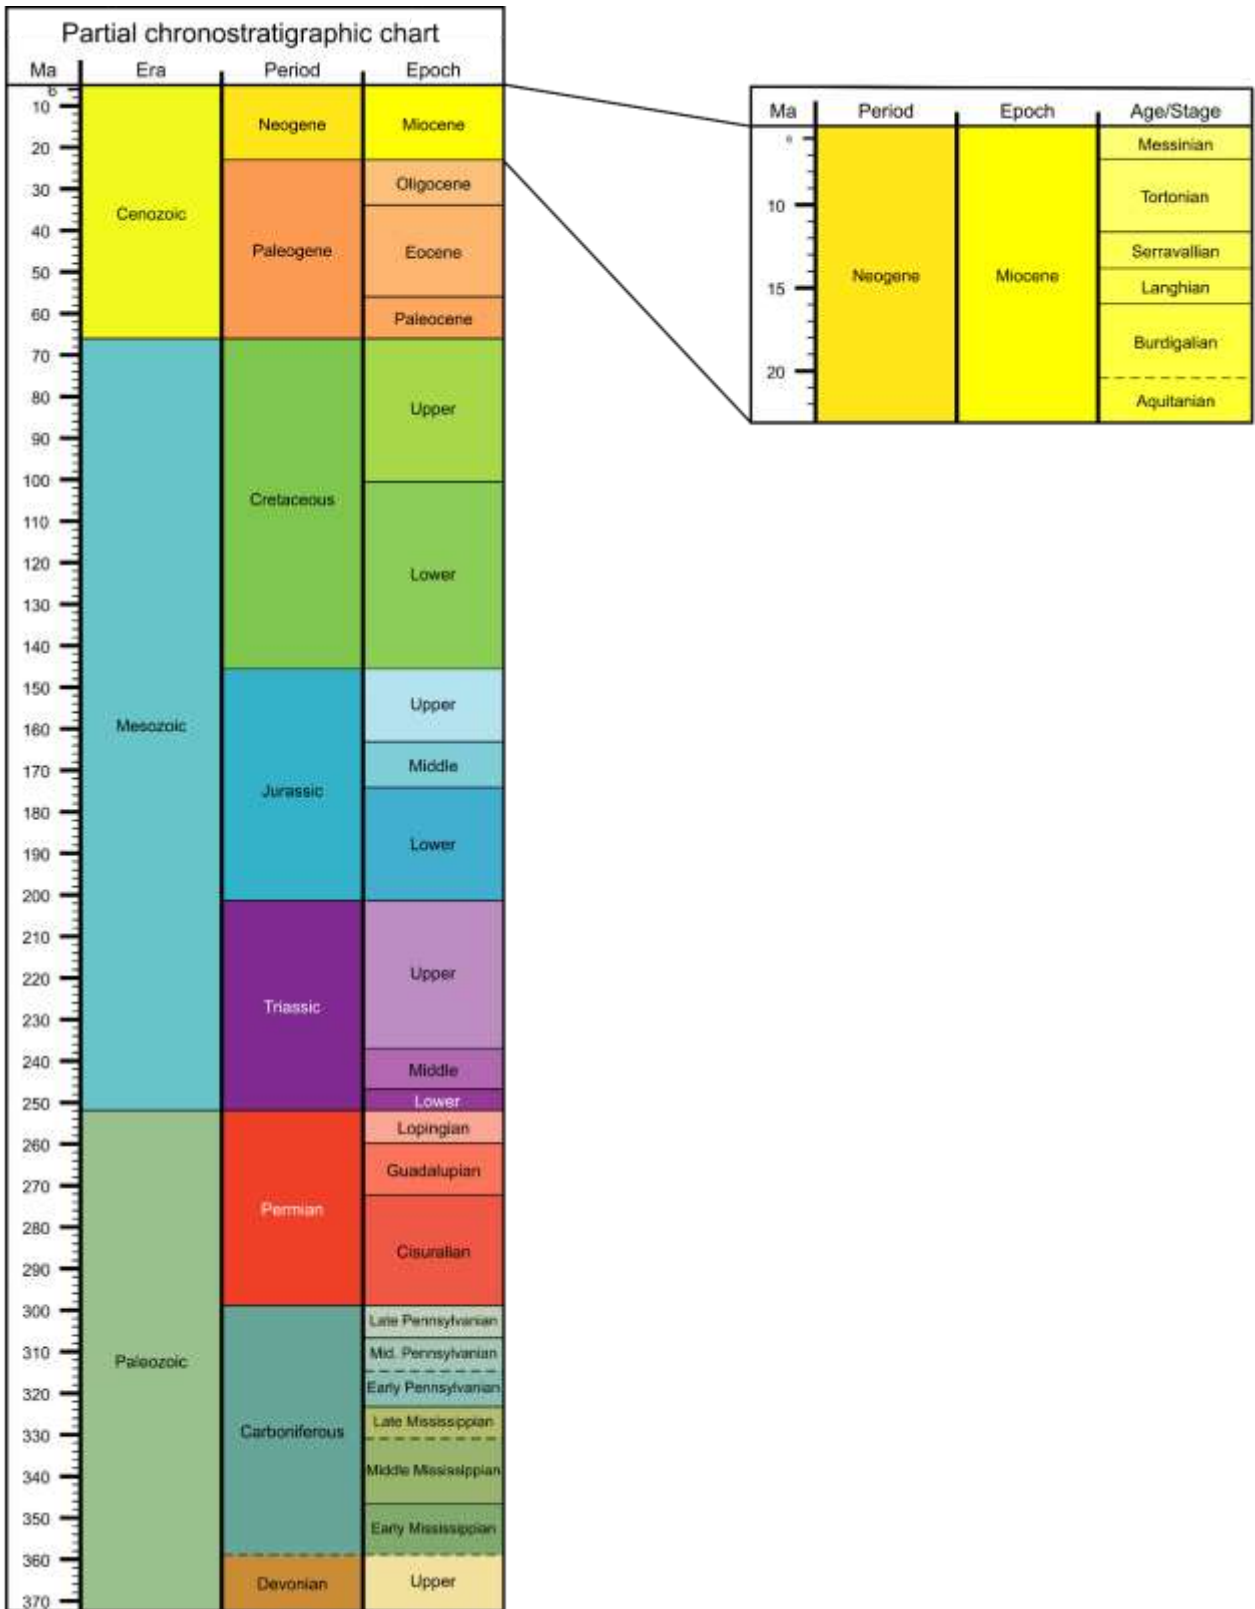 Partial chronostratigraphic chart
Ma Era Period Epoch
6
10
20
30
40
50
60
70
80
90
100
110
120
130
140
150
160
170
180
190
200
210
220
230
240
250
260
270
280
290
300
310
320
330
340
350
360
370
Cenozoic
Mesozoic
Paleozoic
Neogene
Paleogene
Cretaceous
Jurassic
Triassic
Permian
Carboniferous
Devonian
Miocene
Oligocene
Eocene
Paleocene
Upper
Lower
Upper
Middle
Lower
Upper
Middle
Lower
Lopingian
Guadalupian
Cisuralian
Late Pennsylvanian
Mid. Pennsylvanian
Early Pennsylvanian
Late Mississippian
Middle Mississippian
Early Mississippian
Upper
Ma Period Epoch Age/Stage
6
10
15
20
Neogene
Miocene
Messinian
Tortonian
Serravallian
Langhian
Burdigalian
Aquitanian